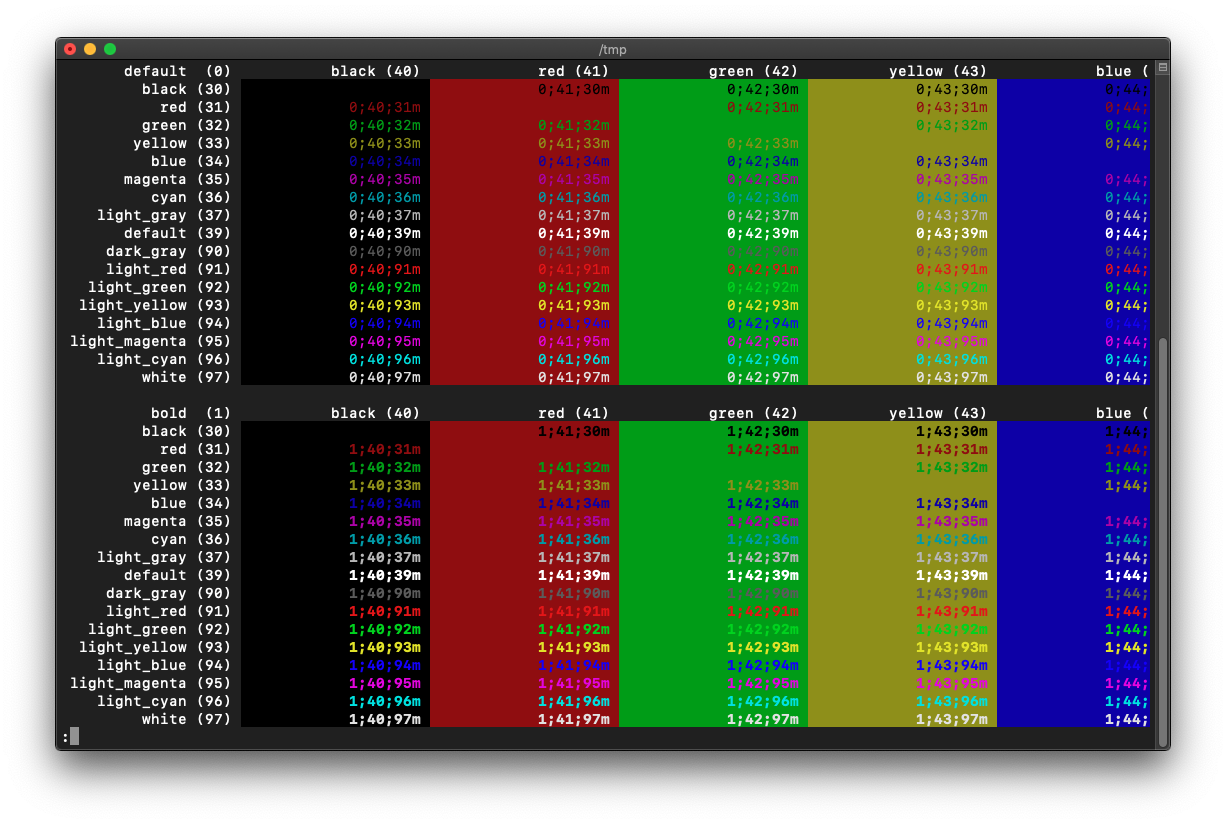 /tmp
default (0) black (40) red (41) green (42) yellow (43) blue (
black (30) 0;41;30m 0;42;30m 0;43;30m 0;44;
red (31) 0;40;31m 0;42;31m 0;43;31m 0;44;
green (32) 0;40;32m 0;41;32m 0;43;32m 0;44;
yellow (33) 0;40;33m 0;41;33m 0;42;33m 0;44;
blue (34) 0;40;34m 0;41;34m 0;42;34m 0;43;34m
magenta (35) 0;40;35m 0;41;35m 0;42;35m 0;43;35m 0;44;
cyan (36) 0;40;36m 0;41;36m 0;42;36m 0;43;36m 0;44;
light_gray (37) 0;40;37m 0;41;37m 0;42;37m 0;43;37m 0;44;
default (39) 0;40;39m 0;41;39m 0;42;39m 0;43;39m 0;44;
dark_gray (90) 0;40;90m 0;41;90m 0;42;90m 0;43;90m 0;44;
light_red (91) 0;40;91m 0;41;91m 0;42;91m 0;43;91m 0;44;
light_green (92) 0;40;92m 0;41;92m 0;42;92m 0;43;92m 0;44;
light_yellow (93) 0;40;93m 0;41;93m 0;42;93m 0;43;93m 0;44;
light_blue (94) 0;40;94m 0;41;94m 0;42;94m 0;43;94m 0;44;
light_magenta (95) 0;40;95m 0;41;95m 0;42;95m 0;43;95m 0;44;
light_cyan (96) 0;40;96m 0;41;96m 0;42;96m 0;43;96m 0;44;
white (97) 0;40;97m 0;41;97m 0;42;97m 0;43;97m 0;44;
bold (1) black (40) red (41) green (42) yellow (43) blue (
black (30) 1;41;30m 1;42;30m 1;43;30m 1;44;
red (31) 1;40;31m 1;42;31m 1;43;31m 1;44;
green (32) 1;40;32m 1;41;32m 1;43;32m 1;44;
yellow (33) 1;40;33m 1;41;33m 1;42;33m 1;44;
blue (34) 1;40;34m 1;41;34m 1;42;34m 1;43;34m
magenta (35) 1;40;35m 1;41;35m 1;42;35m 1;43;35m 1;44;
cyan (36) 1;40;36m 1;41;36m 1;42;36m 1;43;36m 1;44;
light_gray (37) 1;40;37m 1;41;37m 1;42;37m 1;43;37m 1;44;
default (39) 1;40;39m 1;41;39m 1;42;39m 1;43;39m 1;44;
dark_gray (90) 1;40;90m 1;41;90m 1;42;90m 1;43;90m 1;44;
light_red (91) 1;40;91m 1;41;91m 1;42;91m 1;43;91m 1;44;
light_green (92) 1;40;92m 1;41;92m 1;42;92m 1;43;92m 1;44;
light_yellow (93) 1;40;93m 1;41;93m 1;42;93m 1;43;93m 1;44;
light_blue (94) 1;40;94m 1;41;94m 1;42;94m 1;43;94m 1;44;
light_magenta (95) 1;40;95m 1;41;95m 1;42;95m 1;43;95m 1;44;
light_cyan (96) 1;40;96m 1;41;96m 1;42;96m 1;43;96m 1;44;
white (97) 1;40;97m 1;41;97m 1;42;97m 1;43;97m 1;44;
: